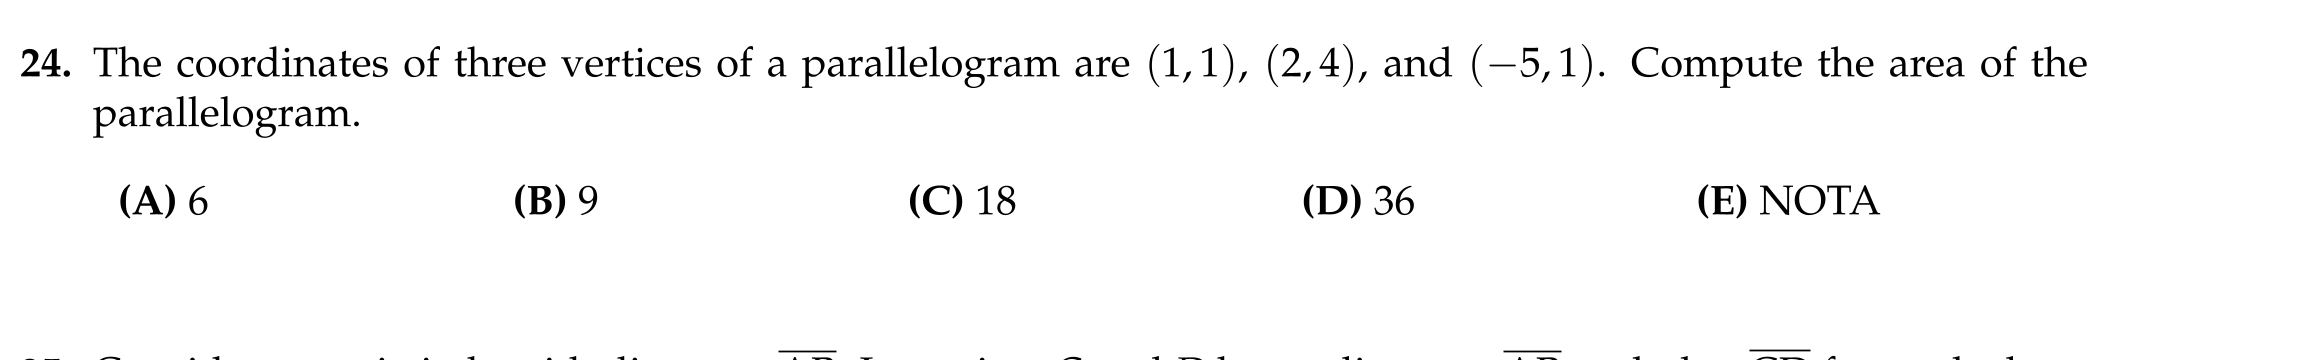 24. The coordinates of three vertices of a parallelogram are (1, 1), (2, 4), and (−5, 1). Compute the area of the
parallelogram.
(A) 6 (B) 9 (C) 18 (D) 36 (E) NOTA